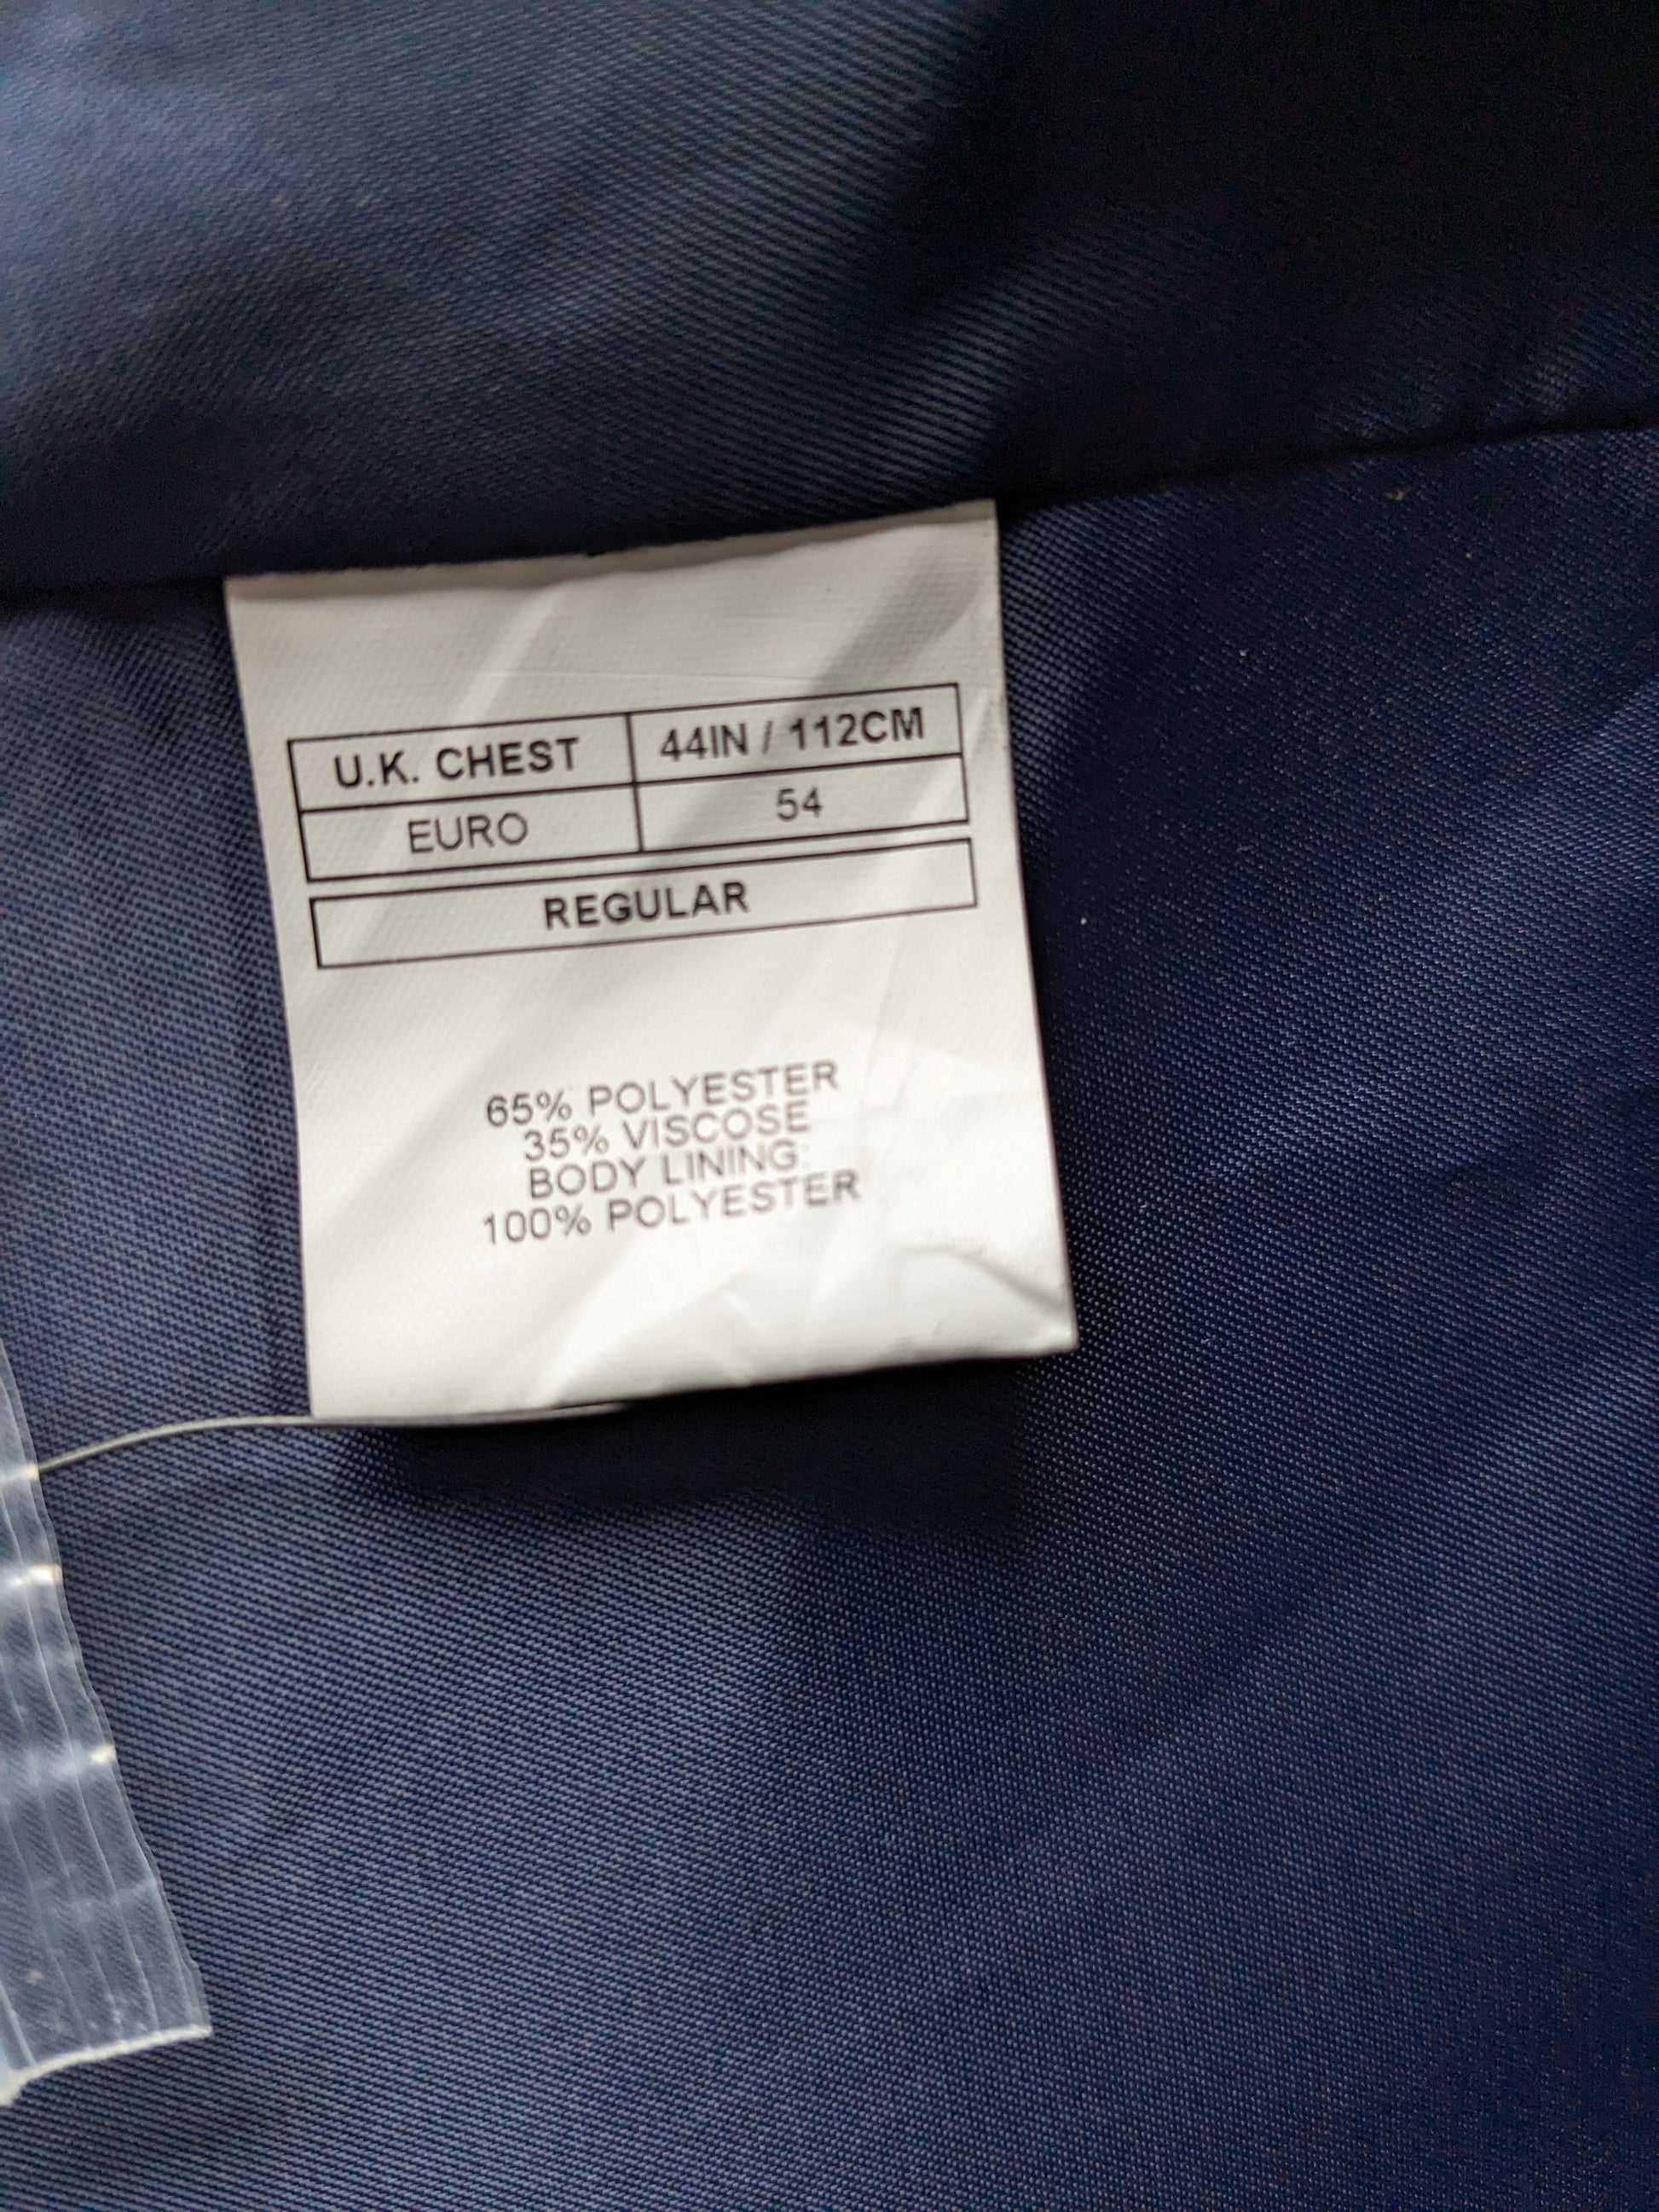 U.K. CHEST 44IN / 112CM
EURO 54
REGULAR
65% POLYESTER
35% VISCOSE
BODY LINING:
100% POLYESTER